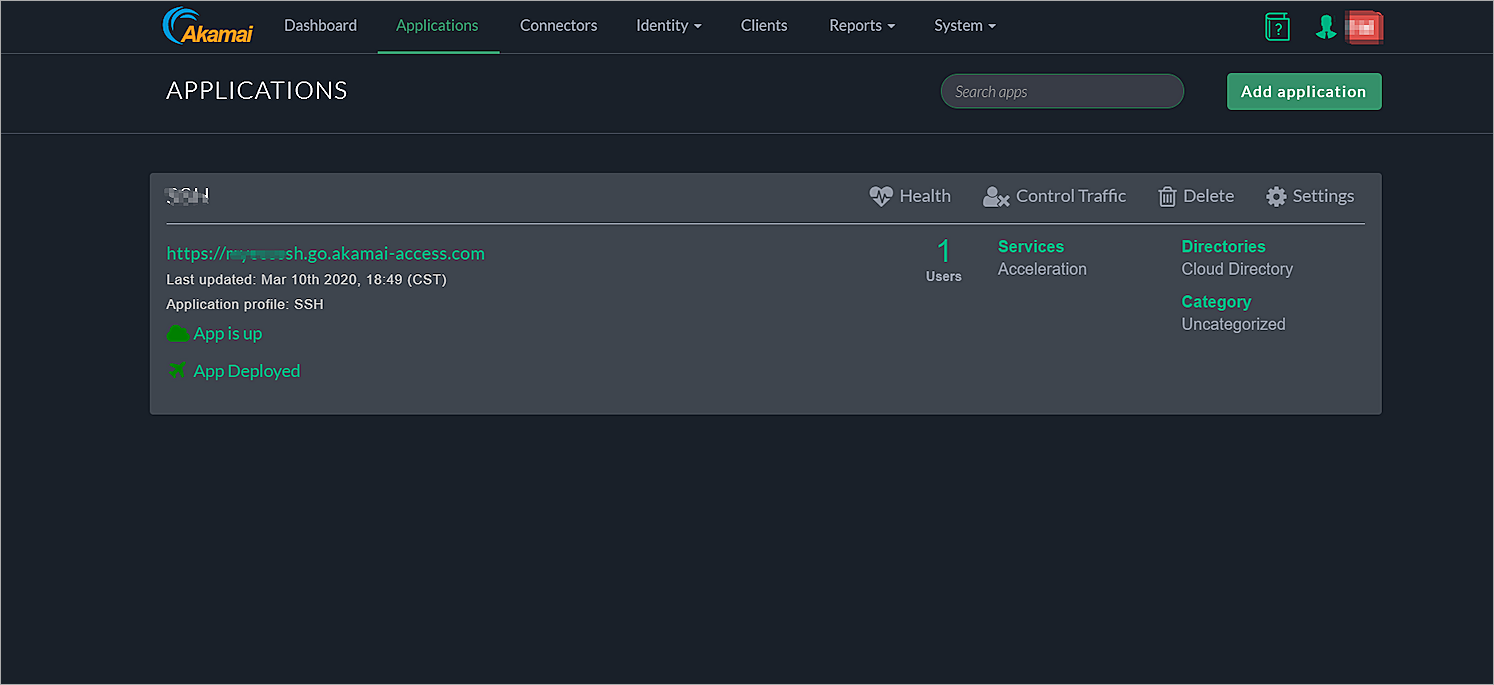 Akamai
Dashboard Applications Connectors Identity Clients Reports System
APPLICATIONS
Search apps
Add application
Health Control Traffic Delete Settings
https:// sh.go.akamai-access.com
Last updated: Mar 10th 2020, 18:49 (CST)
Application profile: SSH
App is up
App Deployed
1
Users
Services
Acceleration
Directories
Cloud Directory
Category
Uncategorized